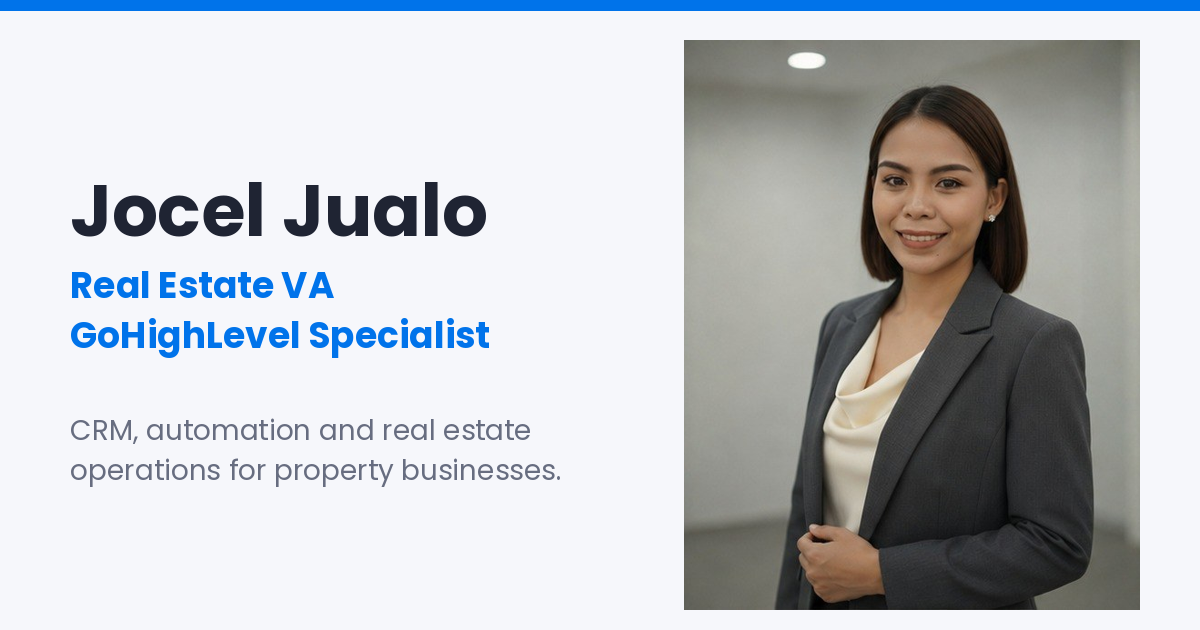 Jocel Jualo
Real Estate VA
GoHighLevel Specialist
CRM, automation and real estate
operations for property businesses.